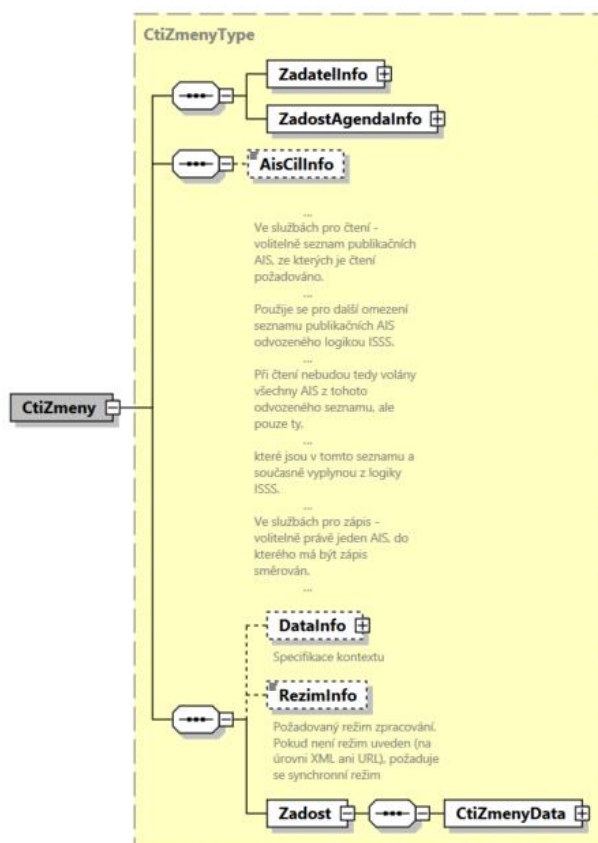 CtiZmenyType
ZadatelInfo
ZadostAgendaInfo
AisCilInfo
...
Ve službách pro čtení -
volitelně seznam publikačních
AIS, ze kterých je čtení
požadováno.
...
Použije se pro další omezení
seznamu publikačních AIS
odvozeného logikou ISSS.
...
Při čtení nebudou tedy volány
všechny AIS z tohoto
odvozeného seznamu, ale
pouze ty.
...
které jsou v tomto seznamu a
současně vyplynou z logiky
ISSS.
...
Ve službách pro zápis -
volitelně právě jeden AIS, do
kterého má být zápis
směrován.
...
CtiZmeny
DataInfo
Specifikace kontextu
RezimInfo
Požadovaný režim zpracování.
Pokud není režim uveden (na
úrovni XML ani URL), požaduje
se synchronní režim
Zadost
CtiZmenyData